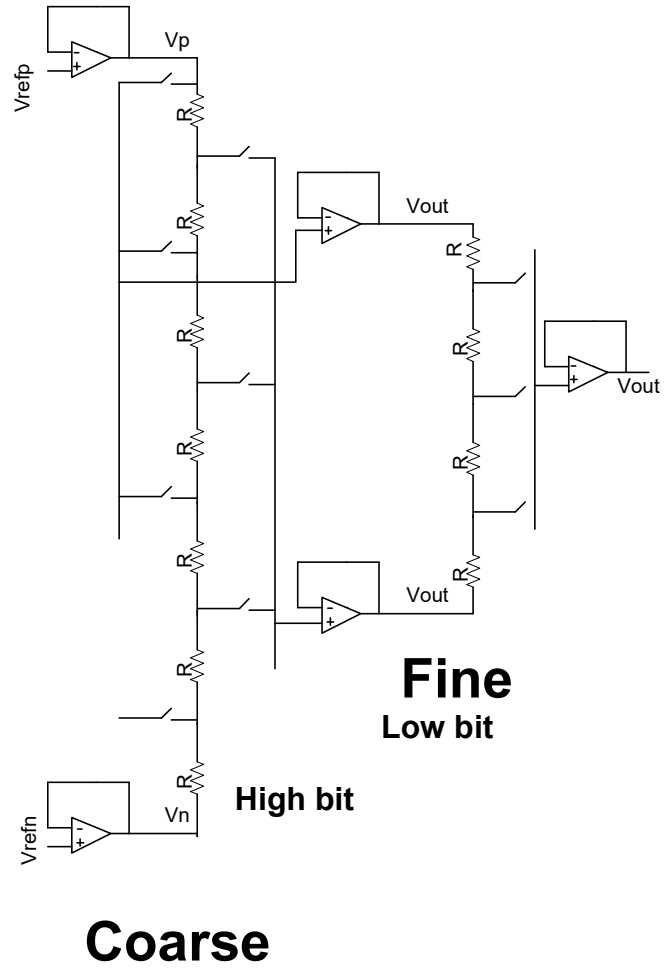 Vp
Vrefp
-
+
R
R
R
R
R
R
R
Vn
Vrefn
-
+
High bit
Coarse
-
+
Vout
R
R
R
R
-
+
Vout
-
+
Vout
Fine
Low bit